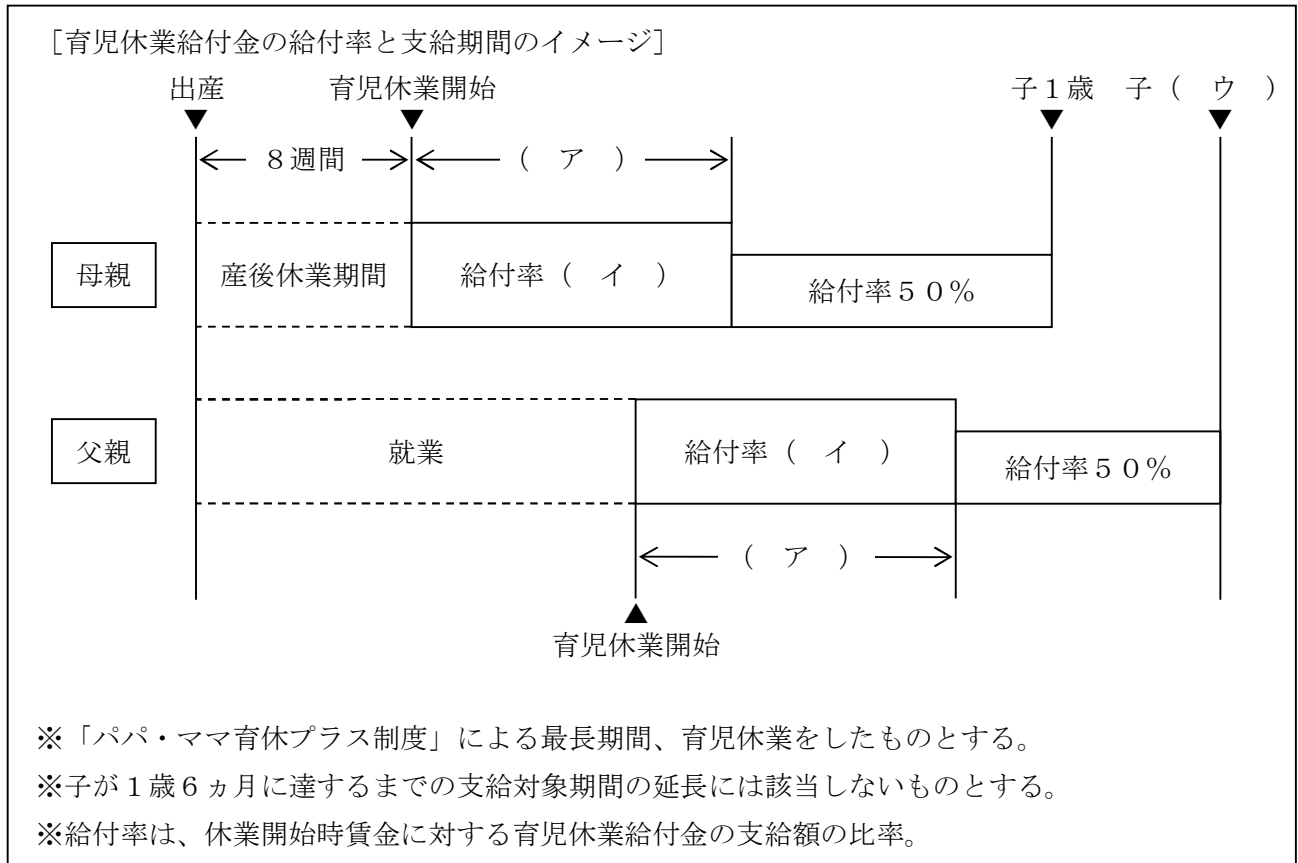 ［育児休業給付金の給付率と支給期間のイメージ］
出産　育児休業開始　子１歳　子（　ウ　）
８週間　（　ア　）
母親　産後休業期間　給付率（　イ　）　給付率５０％
父親　就業　給付率（　イ　）　給付率５０％
（　ア　）
育児休業開始
※「パパ・ママ育休プラス制度」による最長期間、育児休業をしたものとする。
※子が１歳６ヵ月に達するまでの支給対象期間の延長には該当しないものとする。
※給付率は、休業開始時賃金に対する育児休業給付金の支給額の比率。